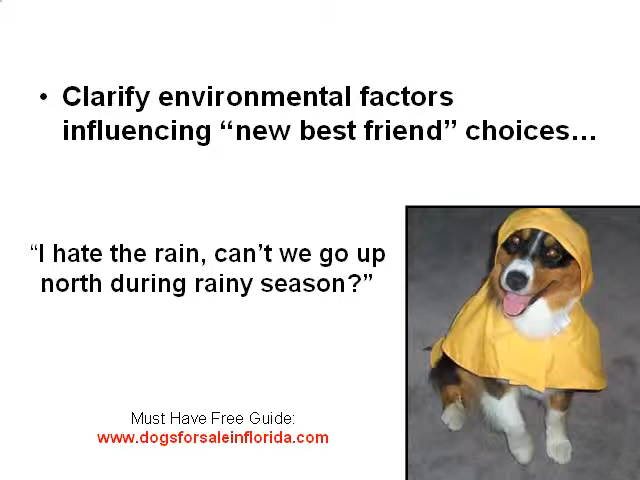 • Clarify environmental factors
influencing “new best friend” choices…
“I hate the rain, can’t we go up
north during rainy season?”
Must Have Free Guide:
www.dogsforsaleinflorida.com